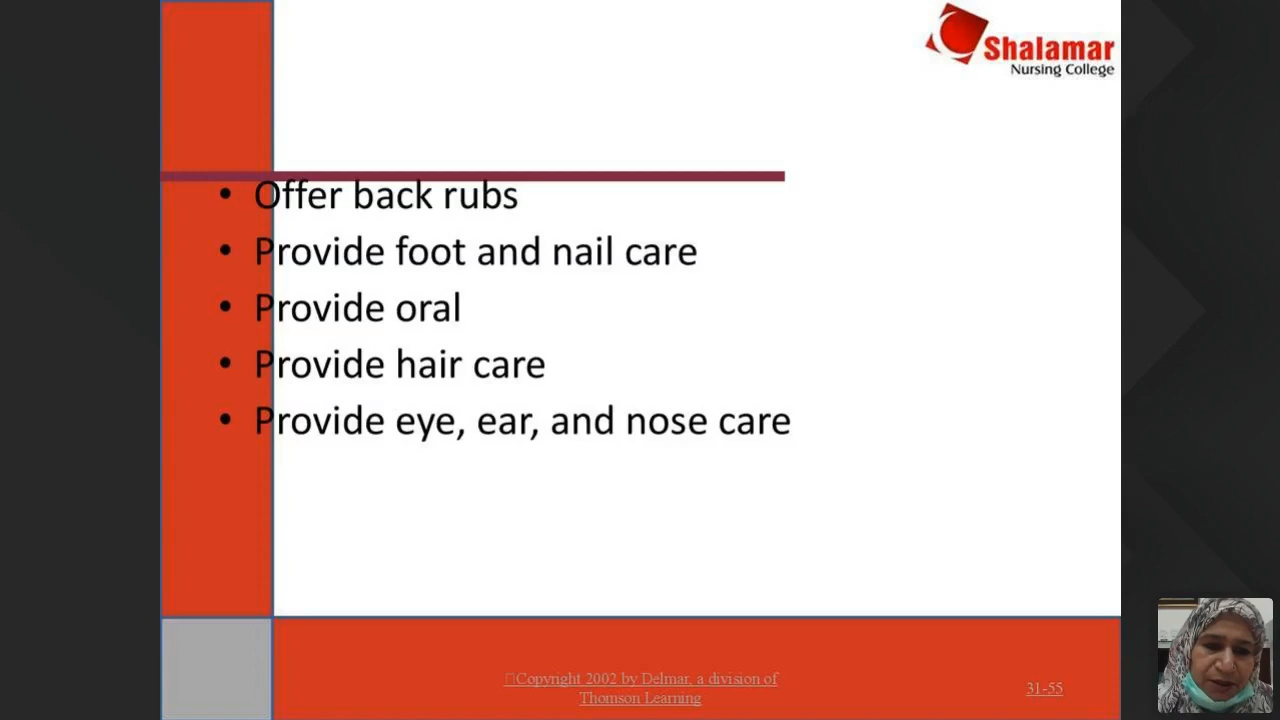 Shalamar
Nursing College
• Offer back rubs
• Provide foot and nail care
• Provide oral
• Provide hair care
• Provide eye, ear, and nose care
Copyright 2002 by Delmar, a division of
Thomson Learning
31-55